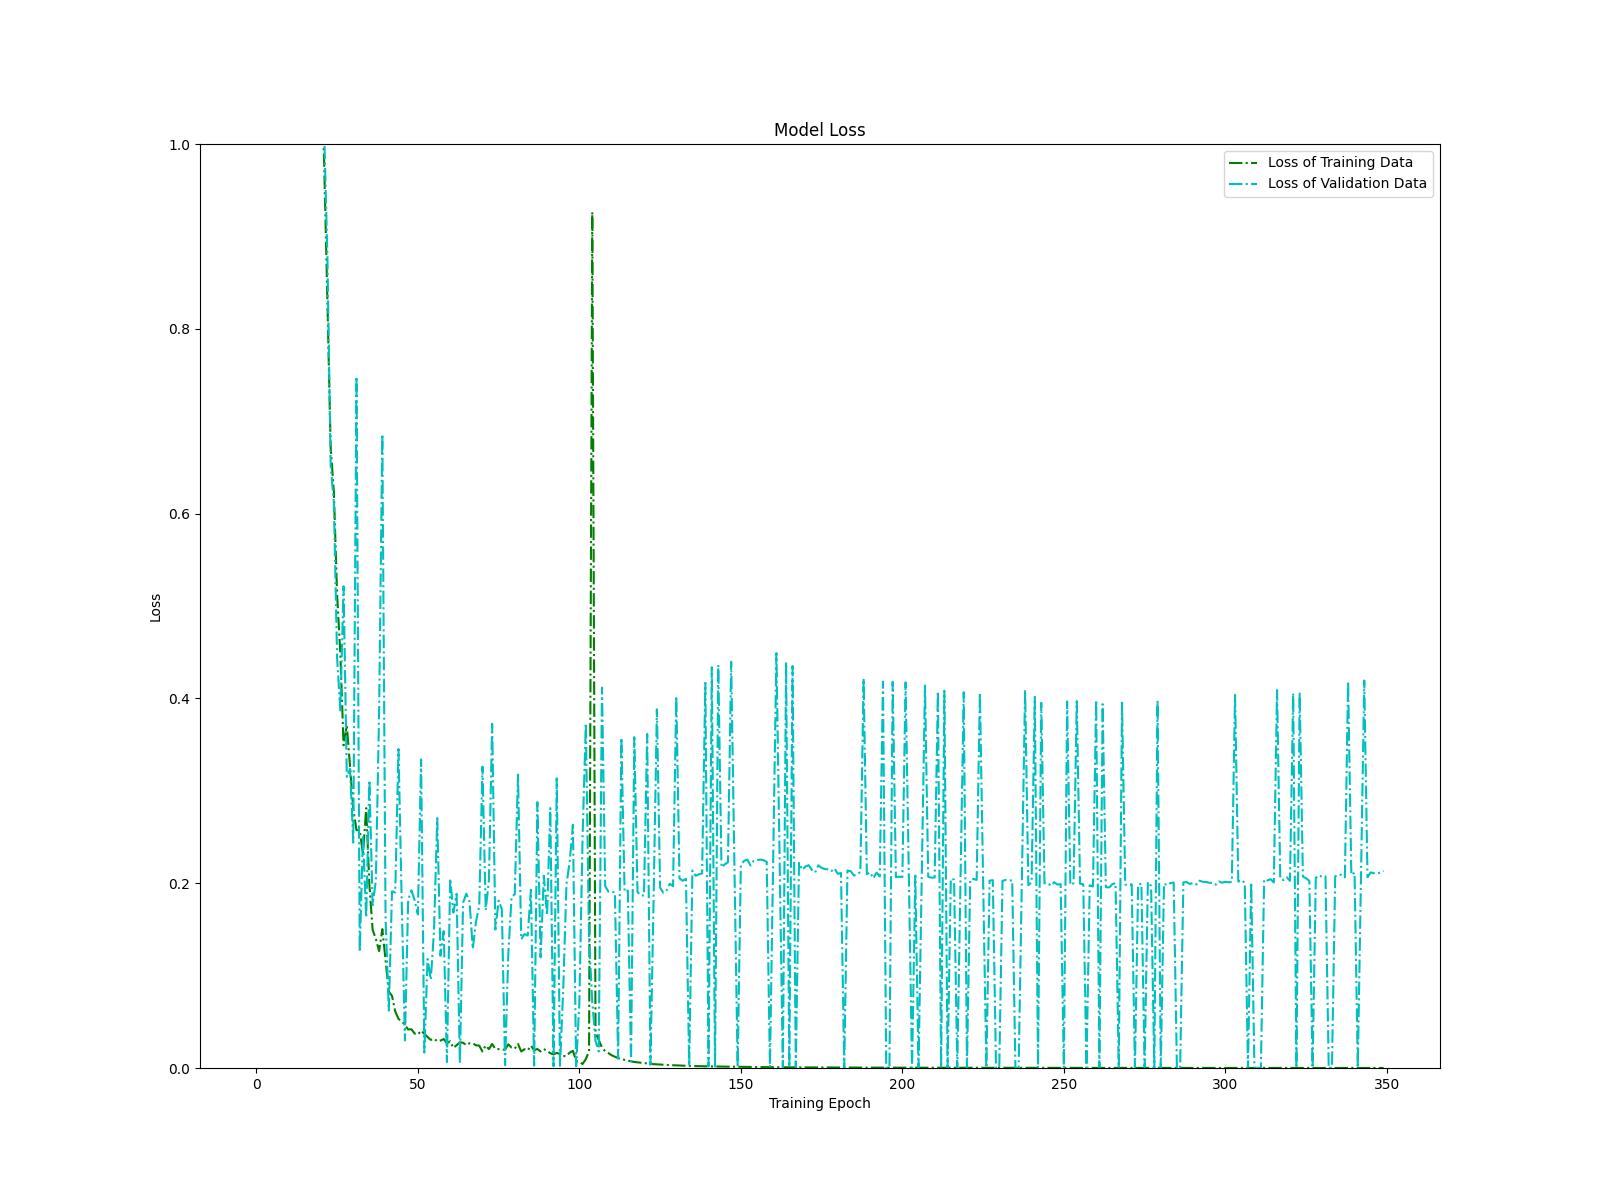 Model Loss
1.0
0.8
0.6
0.4
0.2
0.0
Loss
Loss of Training Data
Loss of Validation Data
0 50 100 150 200 250 300 350
Training Epoch